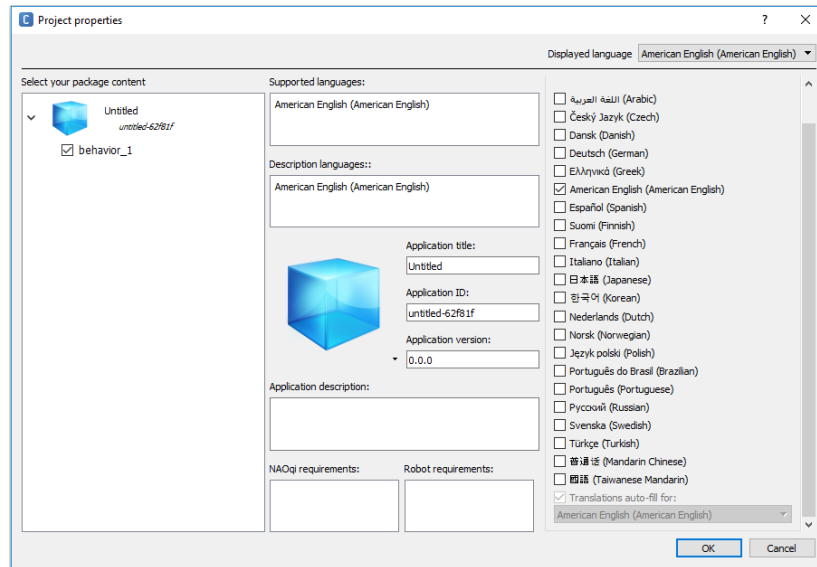 C Project properties
Displayed language American English (American English)
Select your package content
Untitled
untitled-62f81f
behavior_1
Supported languages:
American English (American English)
Description languages::
American English (American English)
Application title:
Untitled
Application ID:
untitled-62f81f
Application version:
0.0.0
Application description:
NAOqi requirements:
Robot requirements:
اللغة العربية (Arabic)
Český Jazyk (Czech)
Dansk (Danish)
Deutsch (German)
Ελληνικά (Greek)
American English (American English)
Español (Spanish)
Suomi (Finnish)
Français (French)
Italiano (Italian)
日本語 (Japanese)
한국어 (Korean)
Nederlands (Dutch)
Norsk (Norwegian)
Język polski (Polish)
Português do Brasil (Brazilian)
Português (Portuguese)
Русский (Russian)
Svenska (Swedish)
Türkçe (Turkish)
普通话 (Mandarin Chinese)
國語 (Taiwanese Mandarin)
Translations auto-fill for:
American English (American English)
OK
Cancel